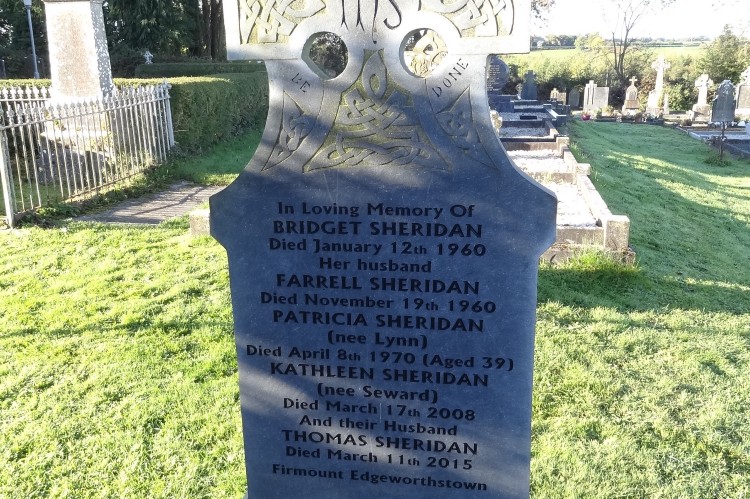 IHS
BE DONE
In Loving Memory Of
BRIDGET SHERIDAN
Died January 12th 1960
Her husband
FARRELL SHERIDAN
Died November 19th 1960
PATRICIA SHERIDAN
(nee Lynn)
Died April 8th 1970 (Aged 39)
KATHLEEN SHERIDAN
(nee Seward)
Died March 17th 2008
And their Husband
THOMAS SHERIDAN
Died March 11th 2015
Firmount Edgeworthstown